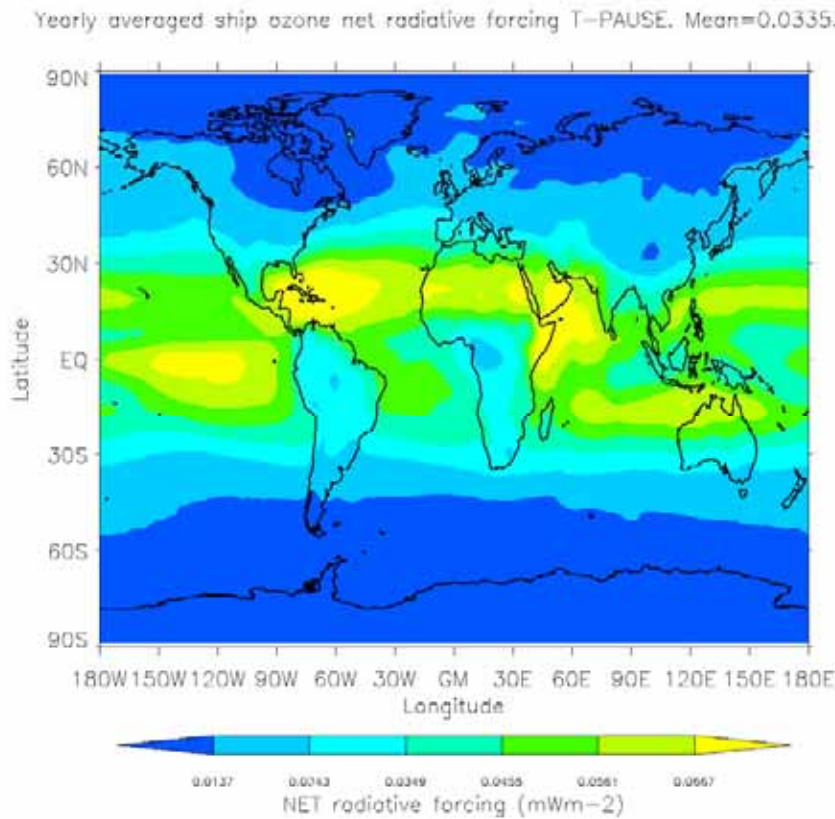 Yearly averaged ship ozone net radiative forcing T-PAUSE. Mean=0.0335.
90N
60N
30N
EQ
30S
60S
90S
Latitude
180W 150W 120W 90W 60W 30W GM 30E 60E 90E 120E 150E 180E
Longitude
0.0137 0.0243 0.0349 0.0455 0.0561 0.0667
NET radiative forcing (mWm-2)